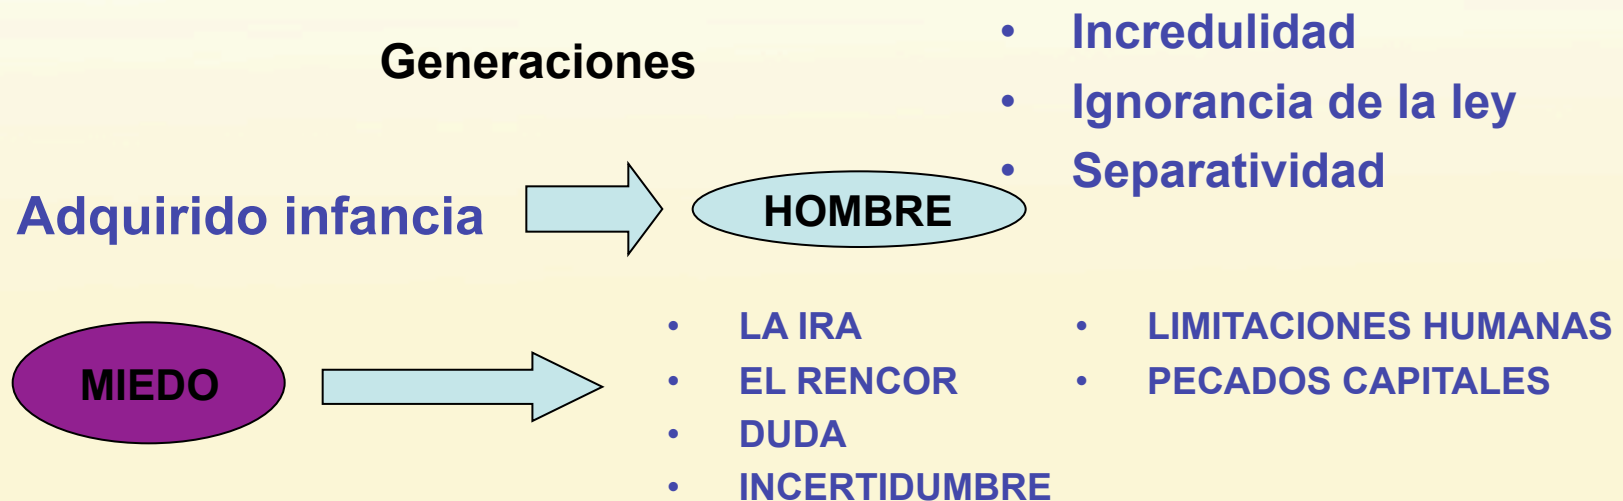 Generaciones
• Incredulidad
• Ignorancia de la ley
• Separatividad
Adquirido infancia
HOMBRE
MIEDO
• LA IRA
• EL RENCOR
• DUDA
• INCERTIDUMBRE
• LIMITACIONES HUMANAS
• PECADOS CAPITALES